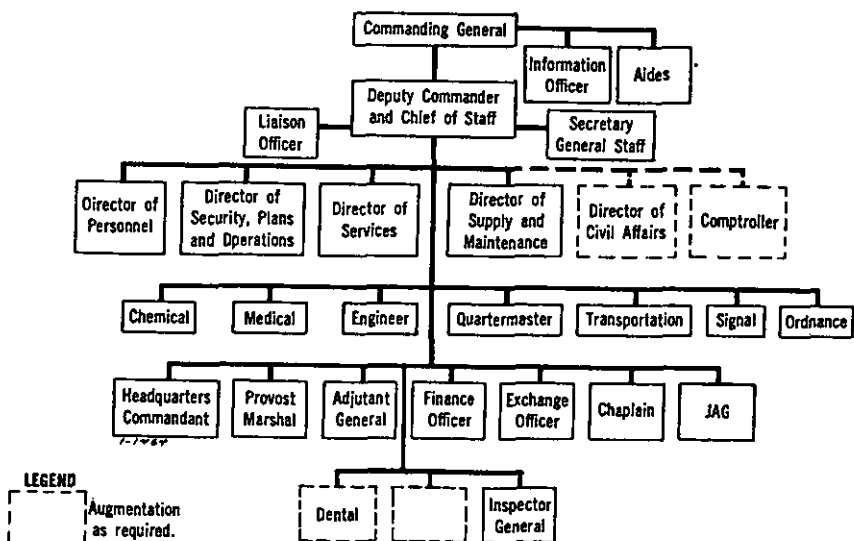 Commanding General
Information
Officer
Aides
Deputy Commander
and Chief of Staff
Liaison
Officer
Secretary
General Staff
Oirector of
Personnel
Director of
Security, Plans
and Dperations
Director of
Services
Director of
Supply and
Maintenance
Director of
Civil Affairs
Comptroller
Chemical
Medical
Engineer
Quartermaster
Transportation
Signal
Ordnance
Headquarters
Commandant
Provost
Marshal
Adjutant
General
Finance
Officer
Exchange
Officer
Chaplain
JAG
LEGEND
Augmentation
as required.
Dental
Inspector
General